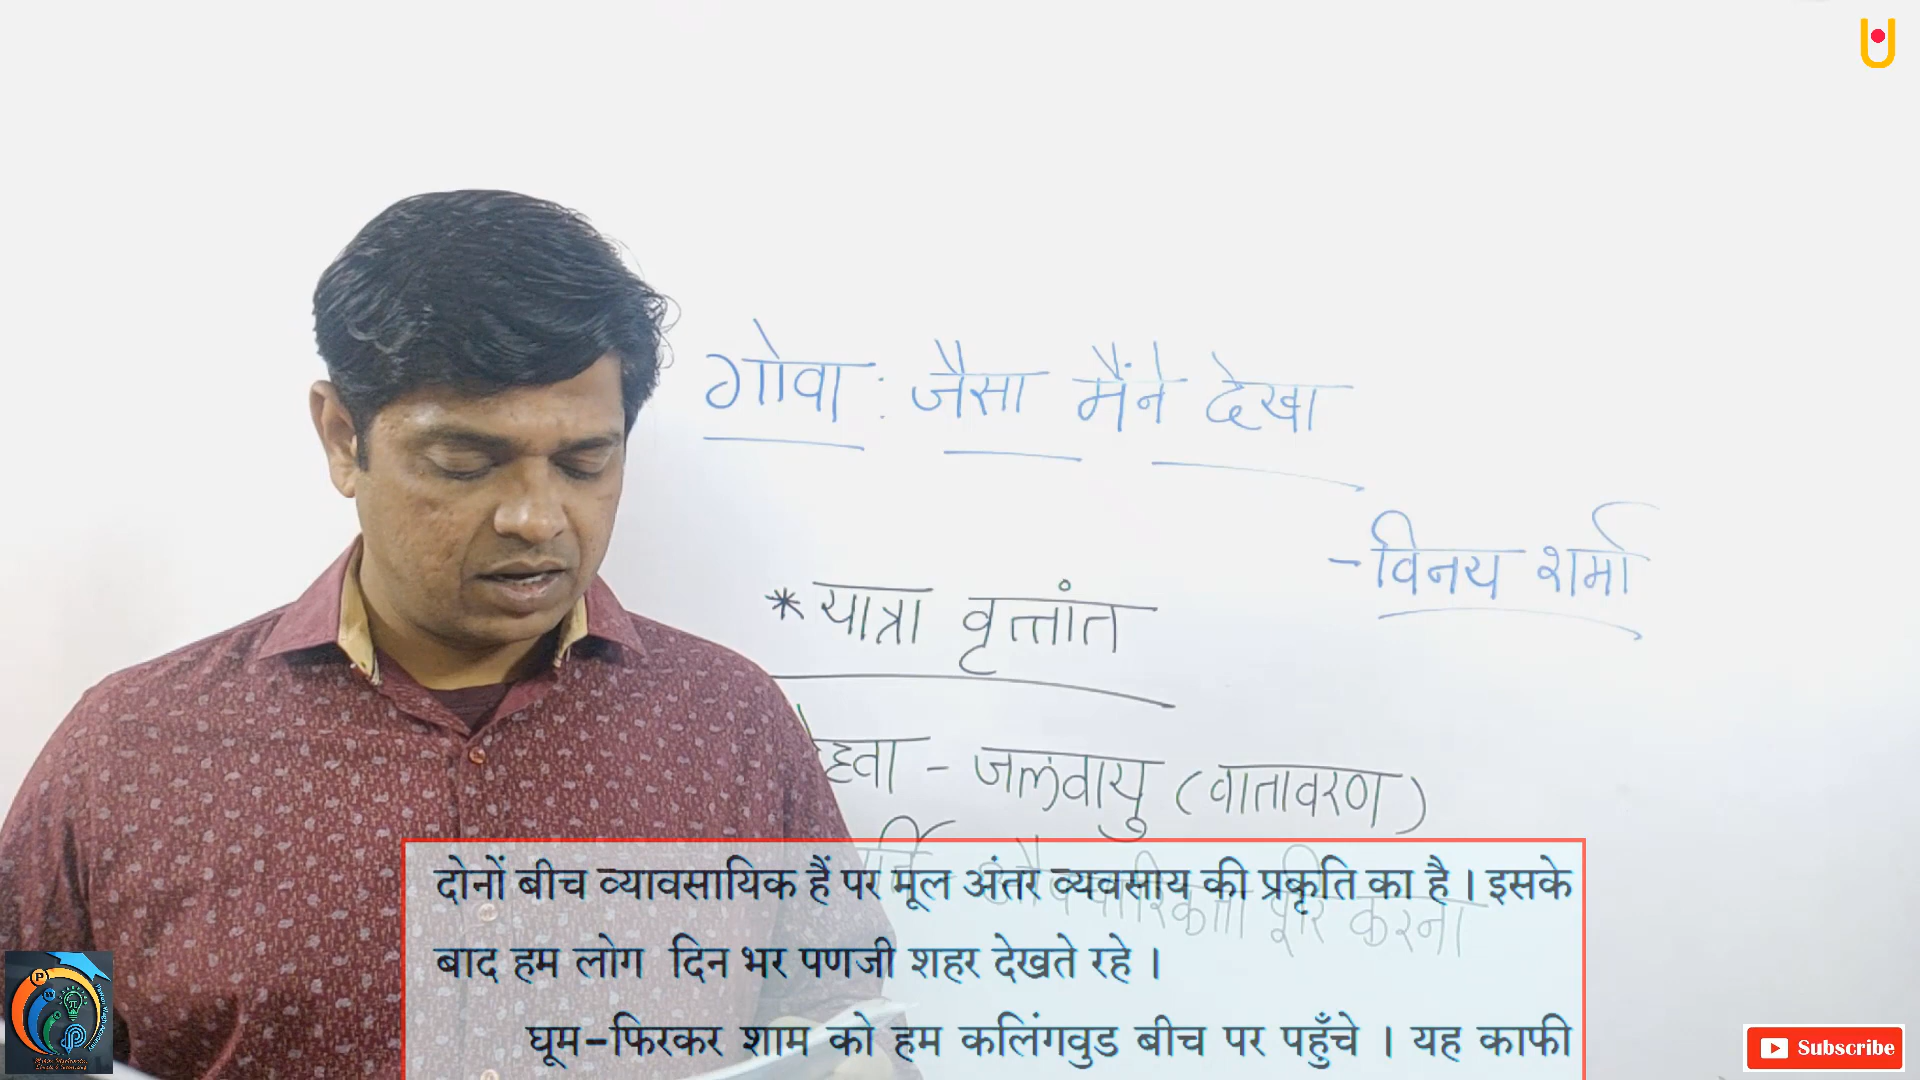 गोवा : जैसा मैंने देखा
- विनय शर्मा
* यात्रा वृत्तांत
- जलवायु (वातावरण)
करना
दोनों बीच व्यावसायिक हैं पर मूल अंतर व्यवसाय की प्रकृति का है । इसके
बाद हम लोग दिन भर पणजी शहर देखते रहे ।
घूम-फिरकर शाम को हम कलिंगवुड बीच पर पहुँचे । यह काफी
Subscribe